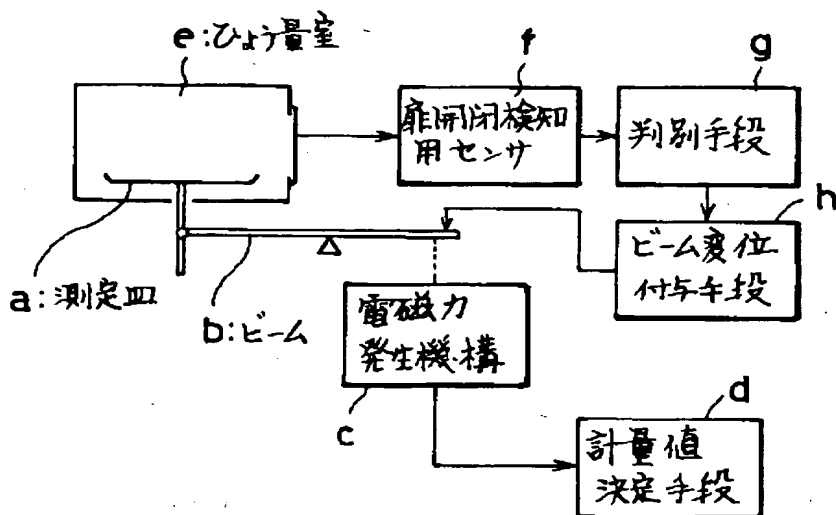 e:ひょう量室
f
g
扉開閉検知
用センサ
判別手段
h
ビーム変位
付与手段
a:測定皿
b:ビーム
電磁力
発生機構
c
d
計量値
決定手段